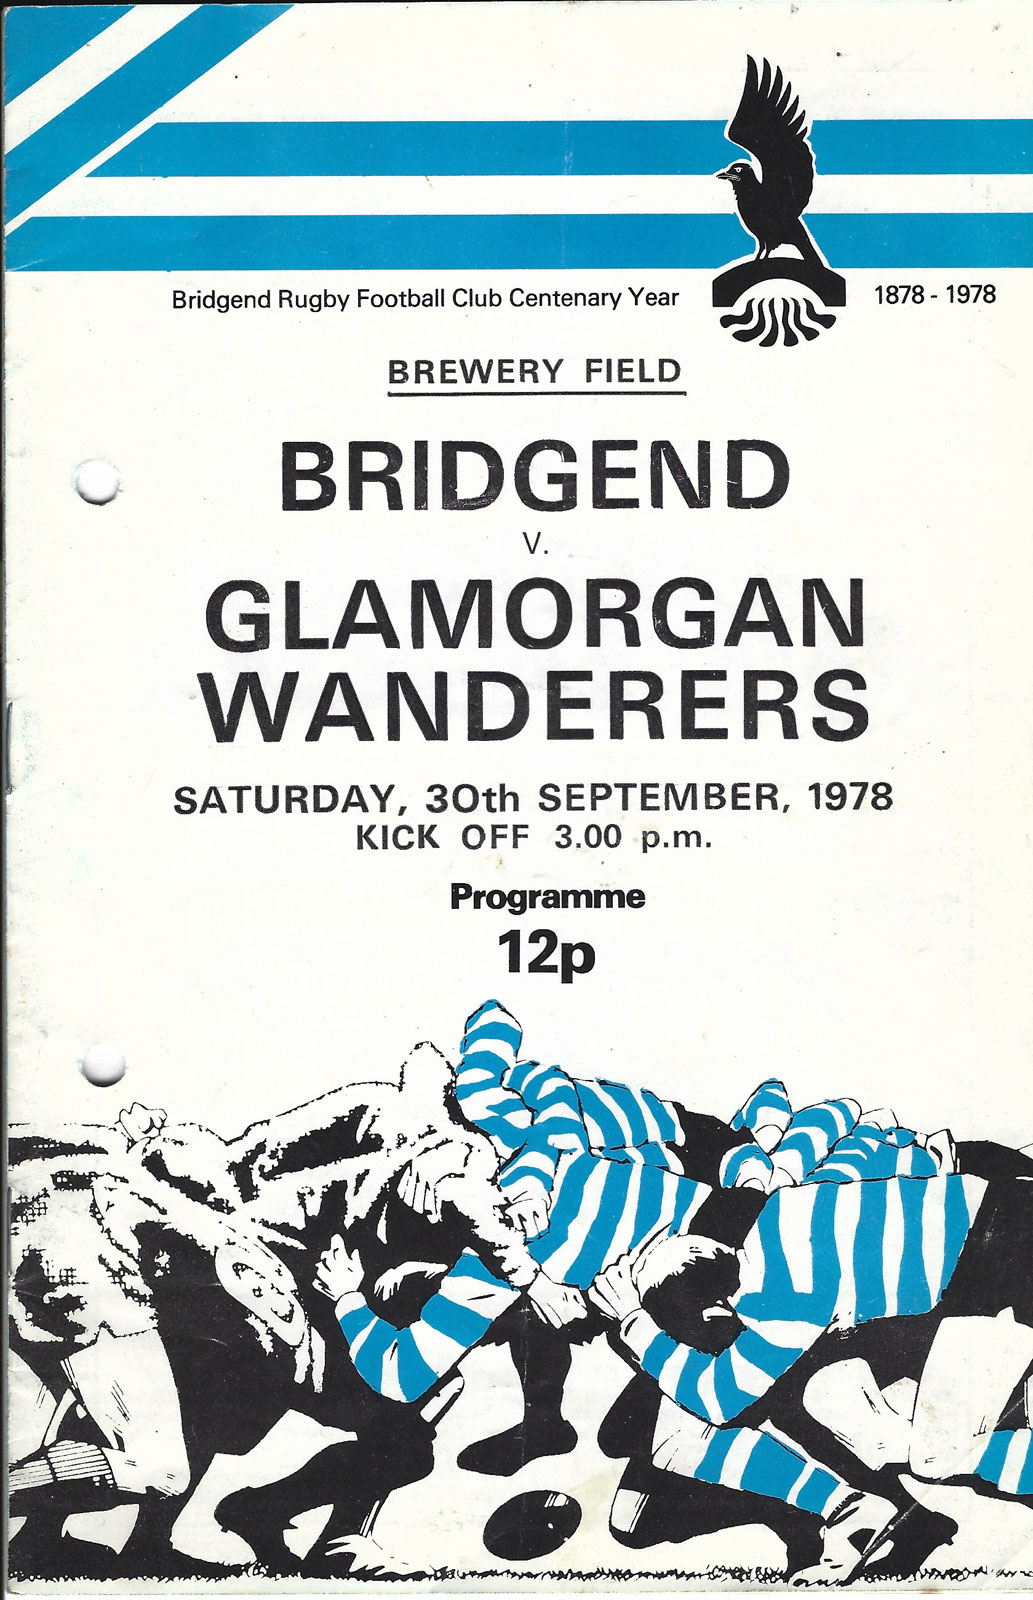 Bridgend Rugby Football Club Centenary Year 1878 - 1978
BREWERY FIELD
BRIDGEND
V.
GLAMORGAN
WANDERERS
SATURDAY, 30th SEPTEMBER, 1978
KICK OFF 3.00 p.m.
Programme
12p